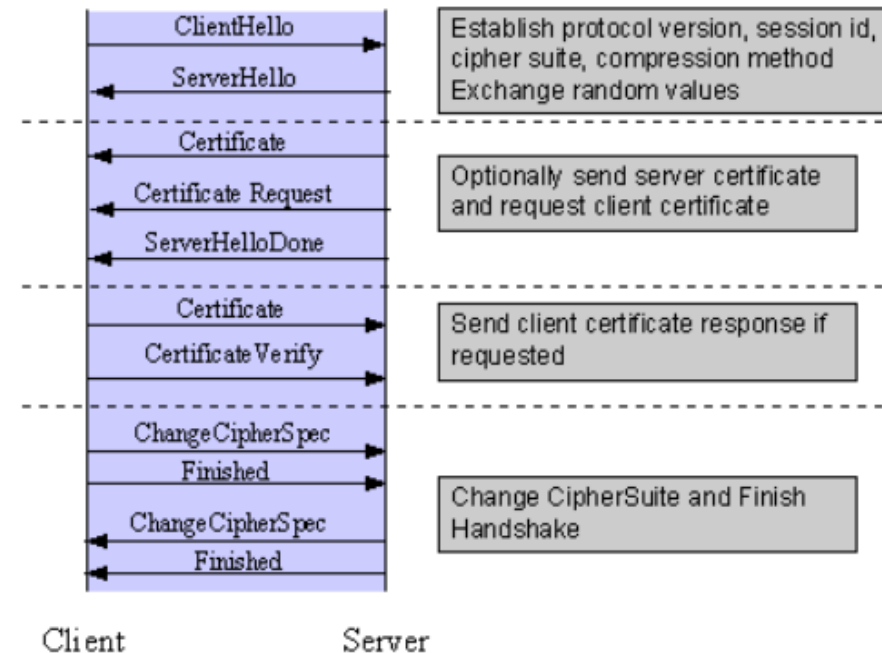 ClientHello
ServerHello
Establish protocol version, session id,
cipher suite, compression method
Exchange random values
Certificate
Certificate Request
ServerHelloDone
Optionally send server certificate
and request client certificate
Certificate
CertificateVerify
Send client certificate response if
requested
ChangeCipherSpec
Finished
ChangeCipherSpec
Finished
Change CipherSuite and Finish
Handshake
Client
Server